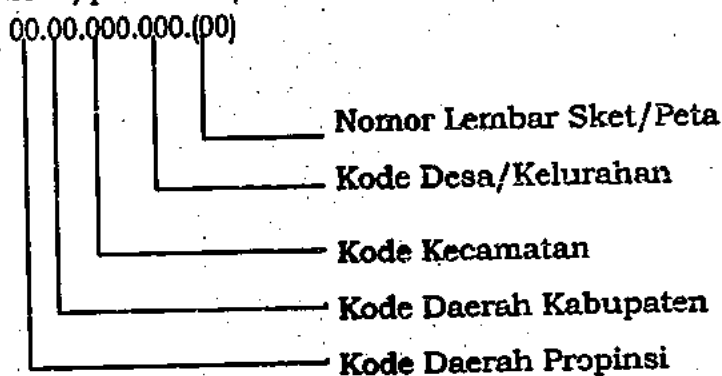 00.00.000.000.(00)
Nomor Lembar Sket/Peta
Kode Desa/Kelurahan
Kode Kecamatan
Kode Daerah Kabupaten
Kode Daerah Propinsi